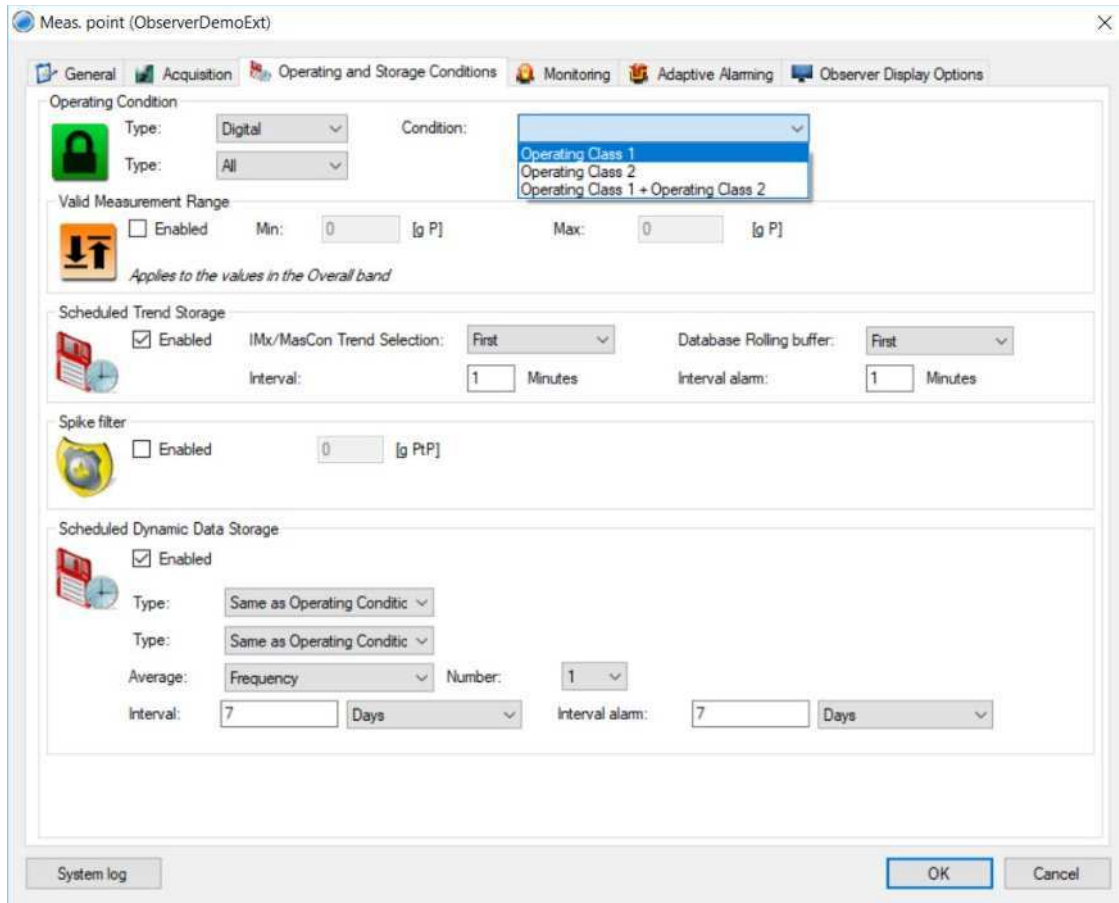 Meas. point (ObserverDemoExt)
General Acquisition Operating and Storage Conditions Monitoring Adaptive Alarming Observer Display Options
Operating Condition
Type: Digital Condition:
Operating Class 1
Type: All
Operating Class 2
Operating Class 1 + Operating Class 2
Valid Measurement Range
Enabled Min: 0 [g P] Max: 0 [g P]
Applies to the values in the Overall band
Scheduled Trend Storage
Enabled IMx/MasCon Trend Selection: First Database Rolling buffer: First
Interval: 1 Minutes Interval alarm: 1 Minutes
Spike filter
Enabled 0 [g PtP]
Scheduled Dynamic Data Storage
Enabled
Type: Same as Operating Conditic
Type: Same as Operating Conditic
Average: Frequency Number: 1
Interval: 7 Days Interval alarm: 7 Days
System log OK Cancel